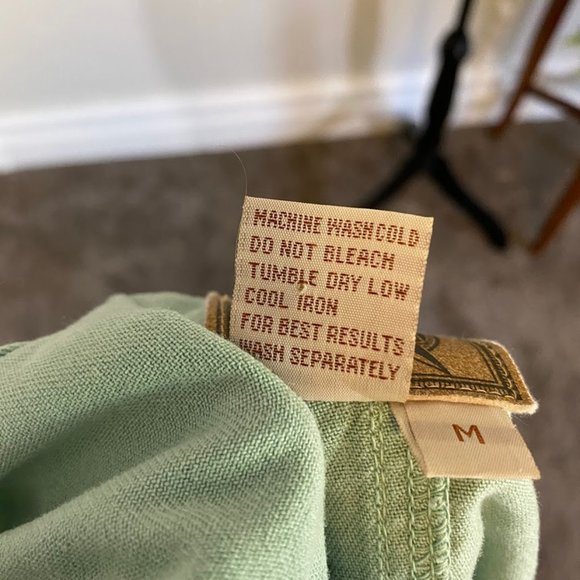 MACHINE WASH COLD
DO NOT BLEACH
TUMBLE DRY LOW
COOL IRON
FOR BEST RESULTS
WASH SEPARATELY
M